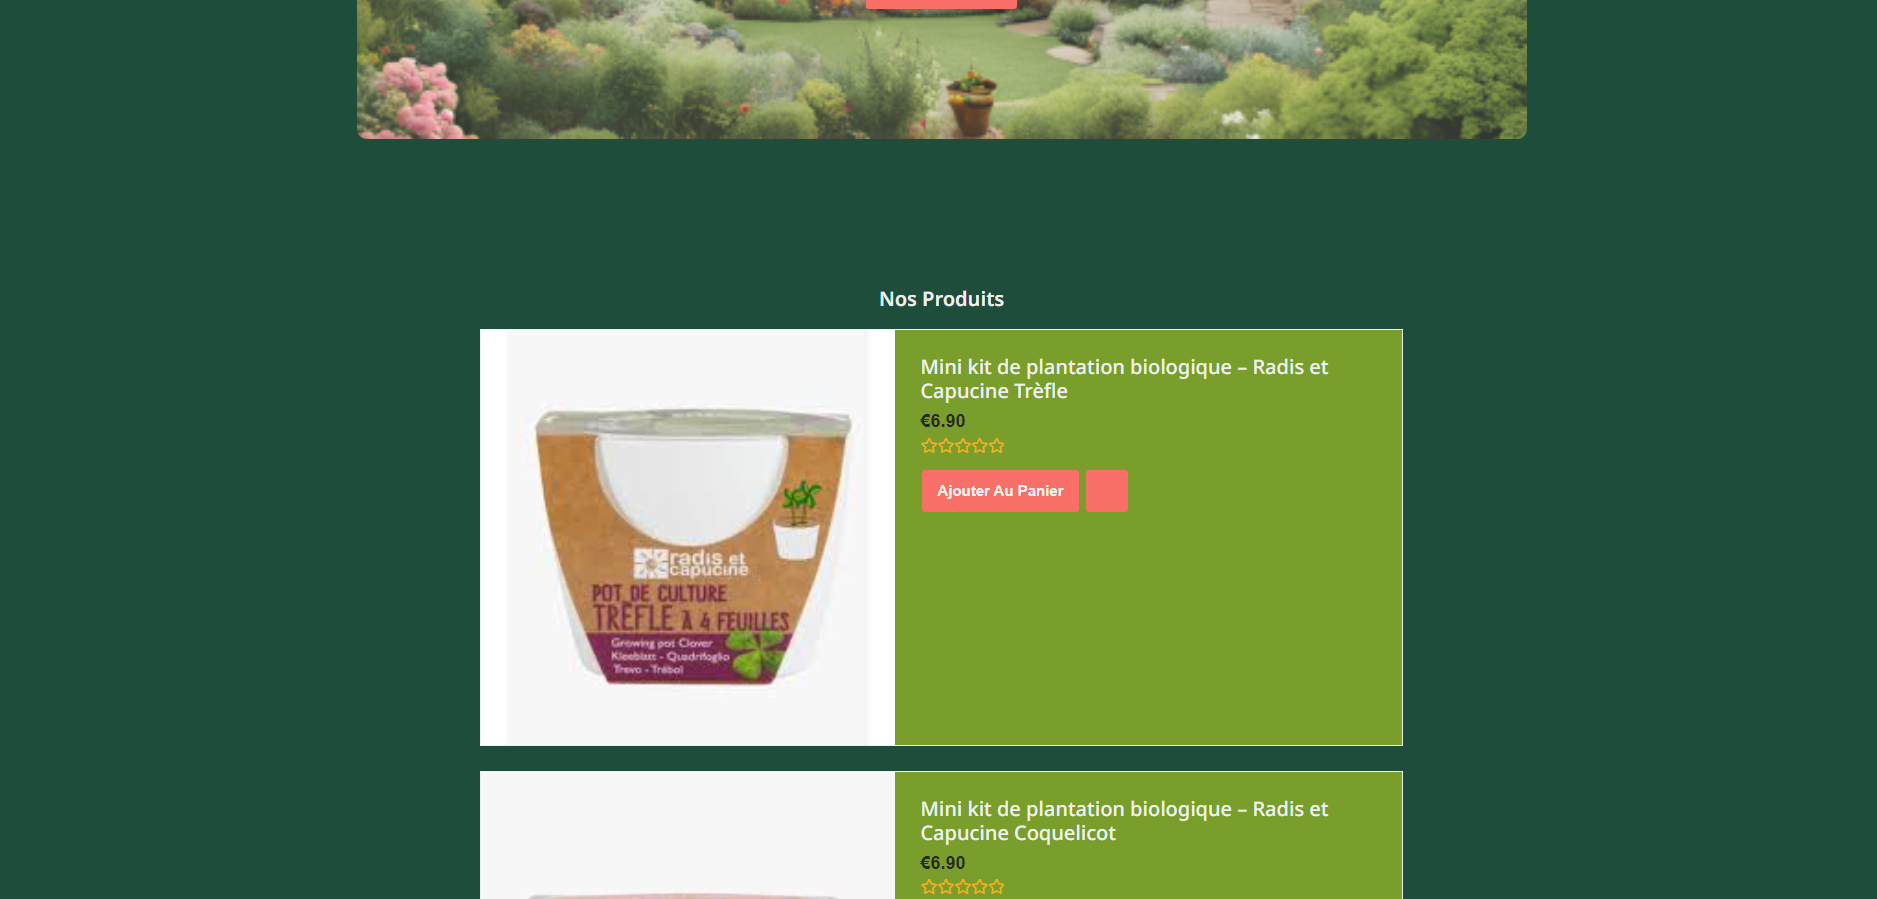 Nos Produits
Mini kit de plantation biologique – Radis et
Capucine Trèfle
€6.90
Ajouter Au Panier
radis et
capucine
POT DE CULTURE
TRÈFLE À 4 FEUILLES
Growing pot Clover
Kleeblatt - Quadrifoglio
Trevo - Trébol
Mini kit de plantation biologique – Radis et
Capucine Coquelicot
€6.90